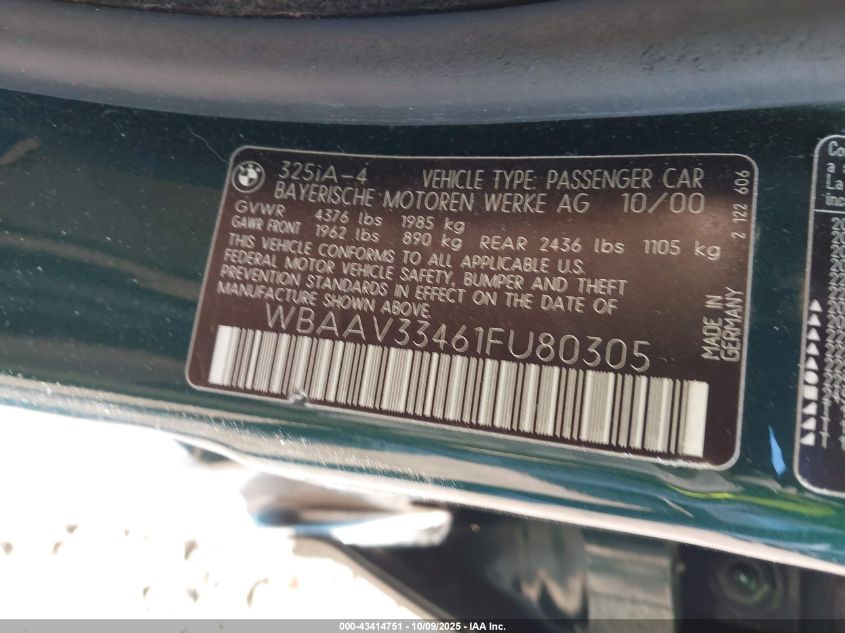 BMW
325iA-4 VEHICLE TYPE: PASSENGER CAR
BAYERISCHE MOTOREN WERKE AG 10/00
GVWR 4376 lbs 1985 kg
GAWR FRONT 1962 lbs 890 kg REAR 2436 lbs 1105 kg
THIS VEHICLE CONFORMS TO ALL APPLICABLE U.S.
FEDERAL MOTOR VEHICLE SAFETY, BUMPER AND THEFT
PREVENTION STANDARDS IN EFFECT ON THE DATE OF
MANUFACTURE SHOWN ABOVE
WBAAV33461FU80305
MADE IN
GERMANY
2 122 606
000-43414751 - 10/09/2025 - IAA Inc.